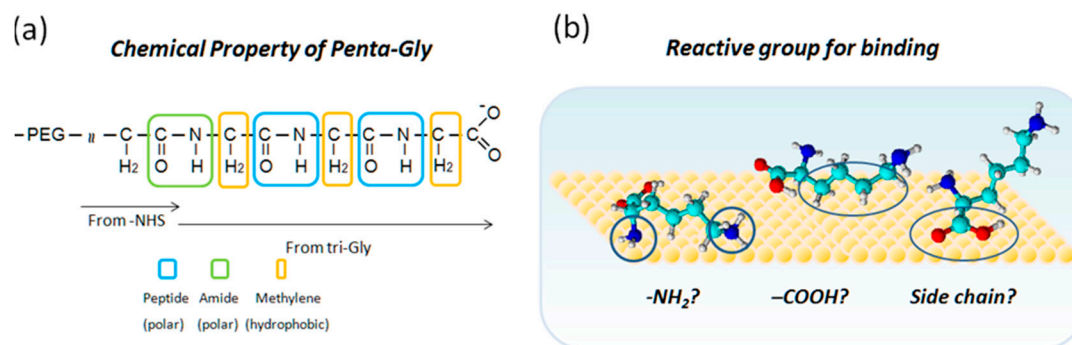 (a)
Chemical Property of Penta-Gly
–PEG – ≀≀ – C – C – N – C – C – N – C – C – N – C – C
H2 O H H2 O H H2 O H H2
⁻O
O
From -NHS
From tri-Gly
Peptide Amide Methylene
(polar) (polar) (hydrophobic)
(b)
Reactive group for binding
-NH2? –COOH? Side chain?